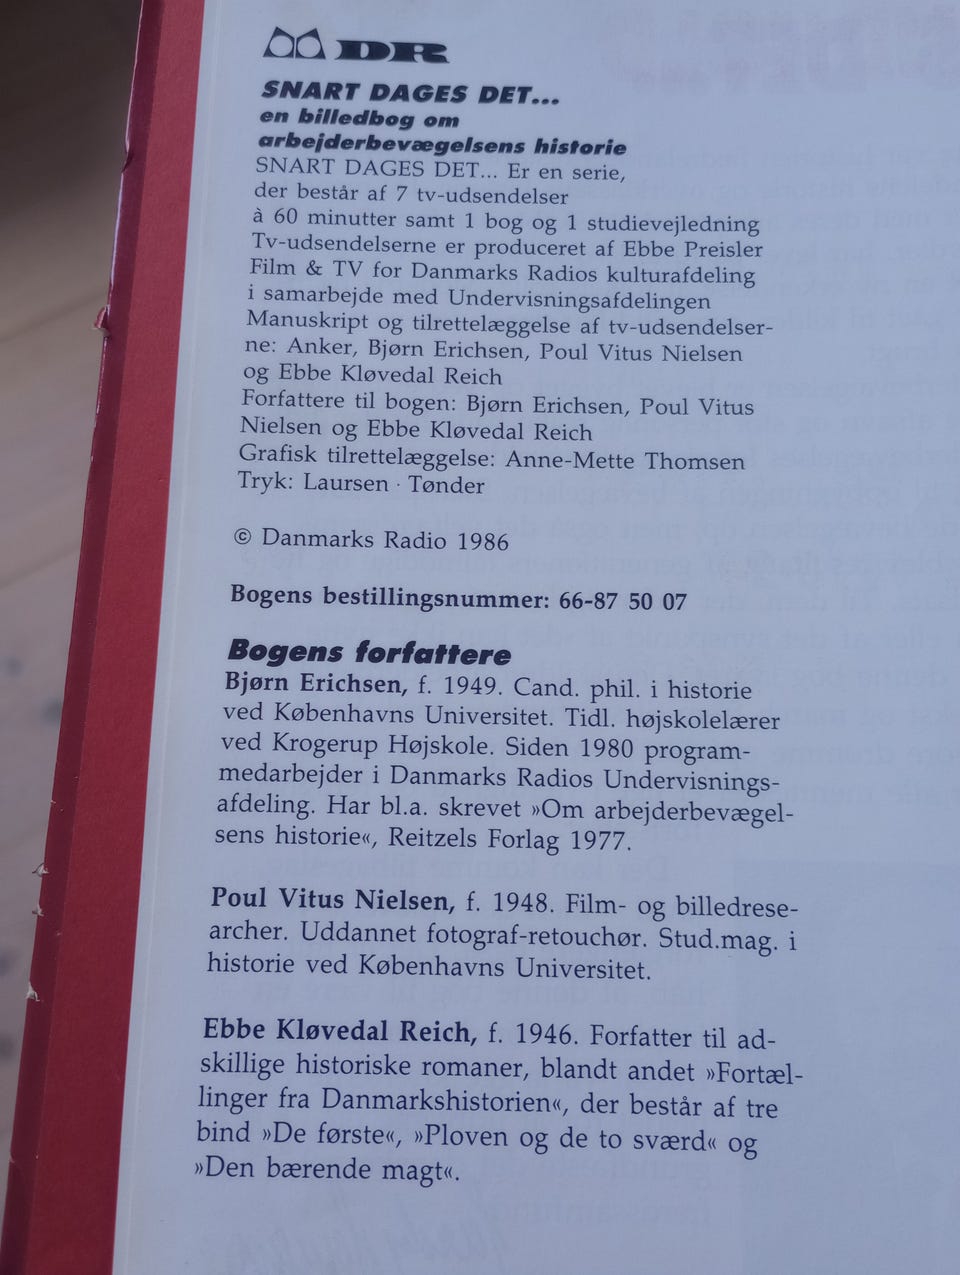 DR
SNART DAGES DET...
en billedbog om
arbejderbevægelsens historie
SNART DAGES DET... Er en serie,
der består af 7 tv-udsendelser
à 60 minutter samt 1 bog og 1 studievejledning
Tv-udsendelserne er produceret af Ebbe Preisler
Film & TV for Danmarks Radios kulturafdeling
i samarbejde med Undervisningsafdelingen
Manuskript og tilrettelæggelse af tv-udsendelser-
ne: Anker, Bjørn Erichsen, Poul Vitus Nielsen
og Ebbe Kløvedal Reich
Forfattere til bogen: Bjørn Erichsen, Poul Vitus
Nielsen og Ebbe Kløvedal Reich
Grafisk tilrettelæggelse: Anne-Mette Thomsen
Tryk: Laursen · Tønder
© Danmarks Radio 1986
Bogens bestillingsnummer: 66-87 50 07
Bogens forfattere
Bjørn Erichsen, f. 1949. Cand. phil. i historie
ved Københavns Universitet. Tidl. højskolelærer
ved Krogerup Højskole. Siden 1980 program-
medarbejder i Danmarks Radios Undervisnings-
afdeling. Har bl.a. skrevet »Om arbejderbevægel-
sens historie«, Reitzels Forlag 1977.
Poul Vitus Nielsen, f. 1948. Film- og billedrese-
archer. Uddannet fotograf-retouchør. Stud.mag. i
historie ved Københavns Universitet.
Ebbe Kløvedal Reich, f. 1946. Forfatter til ad-
skillige historiske romaner, blandt andet »Fortæl-
linger fra Danmarkshistorien«, der består af tre
bind »De første«, »Ploven og de to sværd« og
»Den bærende magt«.